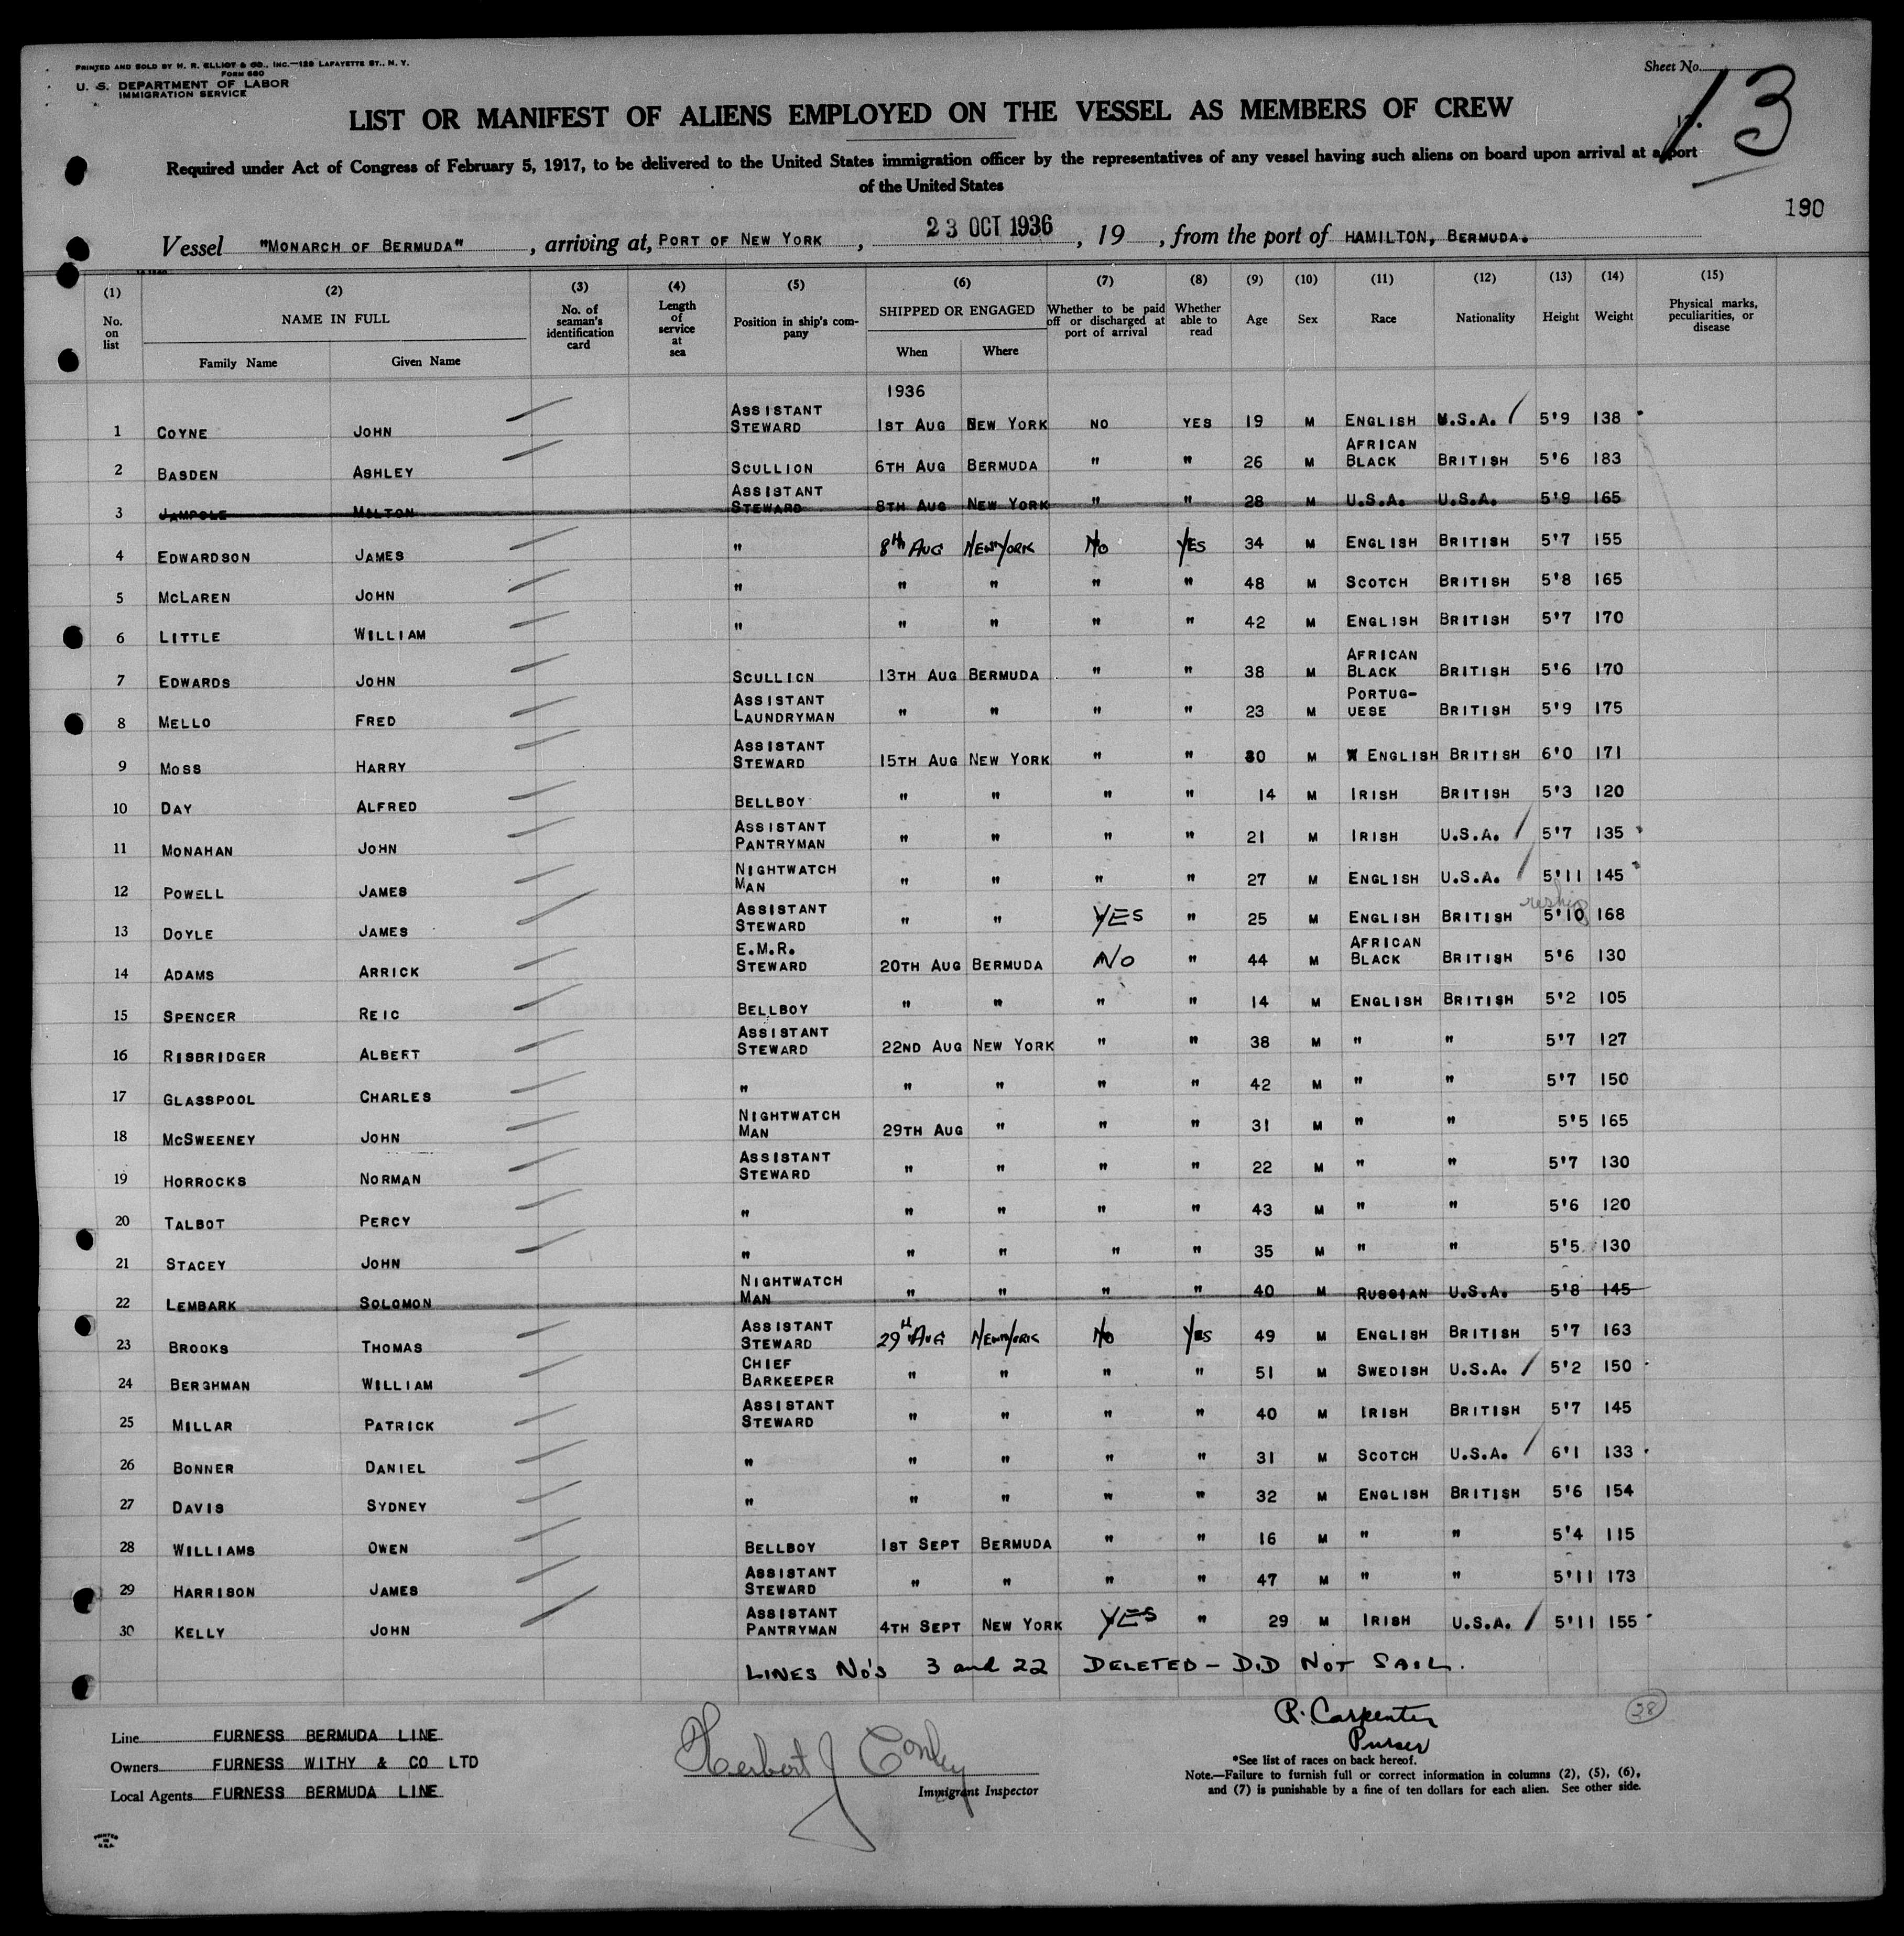 PRINTED AND SOLD BY H. R. ELLIOT & CO., INC.—129 LAFAYETTE ST., N. Y.
FORM 680
U. S. DEPARTMENT OF LABOR
IMMIGRATION SERVICE
Sheet No.
13
LIST OR MANIFEST OF ALIENS EMPLOYED ON THE VESSEL AS MEMBERS OF CREW
Required under Act of Congress of February 5, 1917, to be delivered to the United States immigration officer by the representatives of any vessel having such aliens on board upon arrival at a port
of the United States
190
Vessel "MONARCH OF BERMUDA", arriving at, PORT OF NEW YORK, 23 OCT 1936, 19, from the port of HAMILTON, BERMUDA.
(1) No. on list (2) NAME IN FULL Family Name Given Name (3) No. of seaman's identification card (4) Length of service at sea (5) Position in ship's company (6) SHIPPED OR ENGAGED When Where (7) Whether to be paid off or discharged at port of arrival (8) Whether able to read (9) Age (10) Sex (11) Race (12) Nationality (13) Height (14) Weight (15) Physical marks, peculiarities, or disease
1936
1 COYNE JOHN ASSISTANT STEWARD 1ST AUG NEW YORK NO YES 19 M ENGLISH U.S.A. 5'9 138
2 BASDEN ASHLEY SCULLION 6TH AUG BERMUDA " " 26 M AFRICAN BLACK BRITISH 5'6 183
3 JAMPOLE MILTON ASSISTANT STEWARD 8TH AUG NEW YORK " " 28 M U.S.A. U.S.A. 5'9 165
4 EDWARDSON JAMES " 8th AUG NEW YORK NO YES 34 M ENGLISH BRITISH 5'7 155
5 MCLAREN JOHN " " " " " 48 M SCOTCH BRITISH 5'8 165
6 LITTLE WILLIAM " " " " " 42 M ENGLISH BRITISH 5'7 170
7 EDWARDS JOHN SCULLION 13TH AUG BERMUDA " " 38 M AFRICAN BLACK BRITISH 5'6 170
8 MELLO FRED ASSISTANT LAUNDRYMAN " " " " 23 M PORTUG-UESE BRITISH 5'9 175
9 MOSS HARRY ASSISTANT STEWARD 15TH AUG NEW YORK " " 30 M ENGLISH BRITISH 6'0 171
10 DAY ALFRED BELLBOY " " " " 14 M IRISH BRITISH 5'3 120
11 MONAHAN JOHN ASSISTANT PANTRYMAN " " " " 21 M IRISH U.S.A. 5'7 135
12 POWELL JAMES NIGHTWATCH MAN " " " " 27 M ENGLISH U.S.A. 5'11 145
reship
13 DOYLE JAMES ASSISTANT STEWARD " " YES " 25 M ENGLISH BRITISH 5'10 168
14 ADAMS ARRICK E.M.R. STEWARD 20TH AUG BERMUDA NO " 44 M AFRICAN BLACK BRITISH 5'6 130
15 SPENCER REIC BELLBOY " " " " 14 M ENGLISH BRITISH 5'2 105
16 RISBRIDGER ALBERT ASSISTANT STEWARD 22ND AUG NEW YORK " " 38 M " " 5'7 127
17 GLASSPOOL CHARLES " " " " " 42 M " " 5'7 150
18 MCSWEENEY JOHN NIGHTWATCH MAN 29TH AUG " " " 31 M " " 5'5 165
19 HORROCKS NORMAN ASSISTANT STEWARD " " " " 22 M " " 5'7 130
20 TALBOT PERCY " " " " " 43 M " " 5'6 120
21 STACEY JOHN " " " " " 35 M " " 5'5 130
22 LEMBARK SOLOMON NIGHTWATCH MAN " " " " 40 M RUSSIAN U.S.A. 5'8 145
23 BROOKS THOMAS ASSISTANT STEWARD 29th AUG NEW YORK NO YES 49 M ENGLISH BRITISH 5'7 163
24 BERGHMAN WILLIAM CHIEF BARKEEPER " " " " 51 M SWEDISH U.S.A. 5'2 150
25 MILLAR PATRICK ASSISTANT STEWARD " " " " 40 M IRISH BRITISH 5'7 145
26 BONNER DANIEL " " " " " 31 M SCOTCH U.S.A. 6'1 133
27 DAVIS SYDNEY " " " " " 32 M ENGLISH BRITISH 5'6 154
28 WILLIAMS OWEN BELLBOY 1ST SEPT BERMUDA " " 16 M " " 5'4 115
29 HARRISON JAMES ASSISTANT STEWARD " " " " 47 M " " 5'11 173
30 KELLY JOHN ASSISTANT PANTRYMAN 4TH SEPT NEW YORK YES " 29 M IRISH U.S.A. 5'11 155
LINES No's 3 and 22 DELETED — DID NOT SAIL.
R. Carpenter
Purser
28
Line FURNESS BERMUDA LINE
Owners FURNESS WITHY & CO LTD
Local Agents FURNESS BERMUDA LINE
Herbert J Conley
Immigrant Inspector
*See list of races on back hereof.
Note.—Failure to furnish full or correct information in columns (2), (5), (6),
and (7) is punishable by a fine of ten dollars for each alien. See other side.
PRINTED
IN
U.S.A.